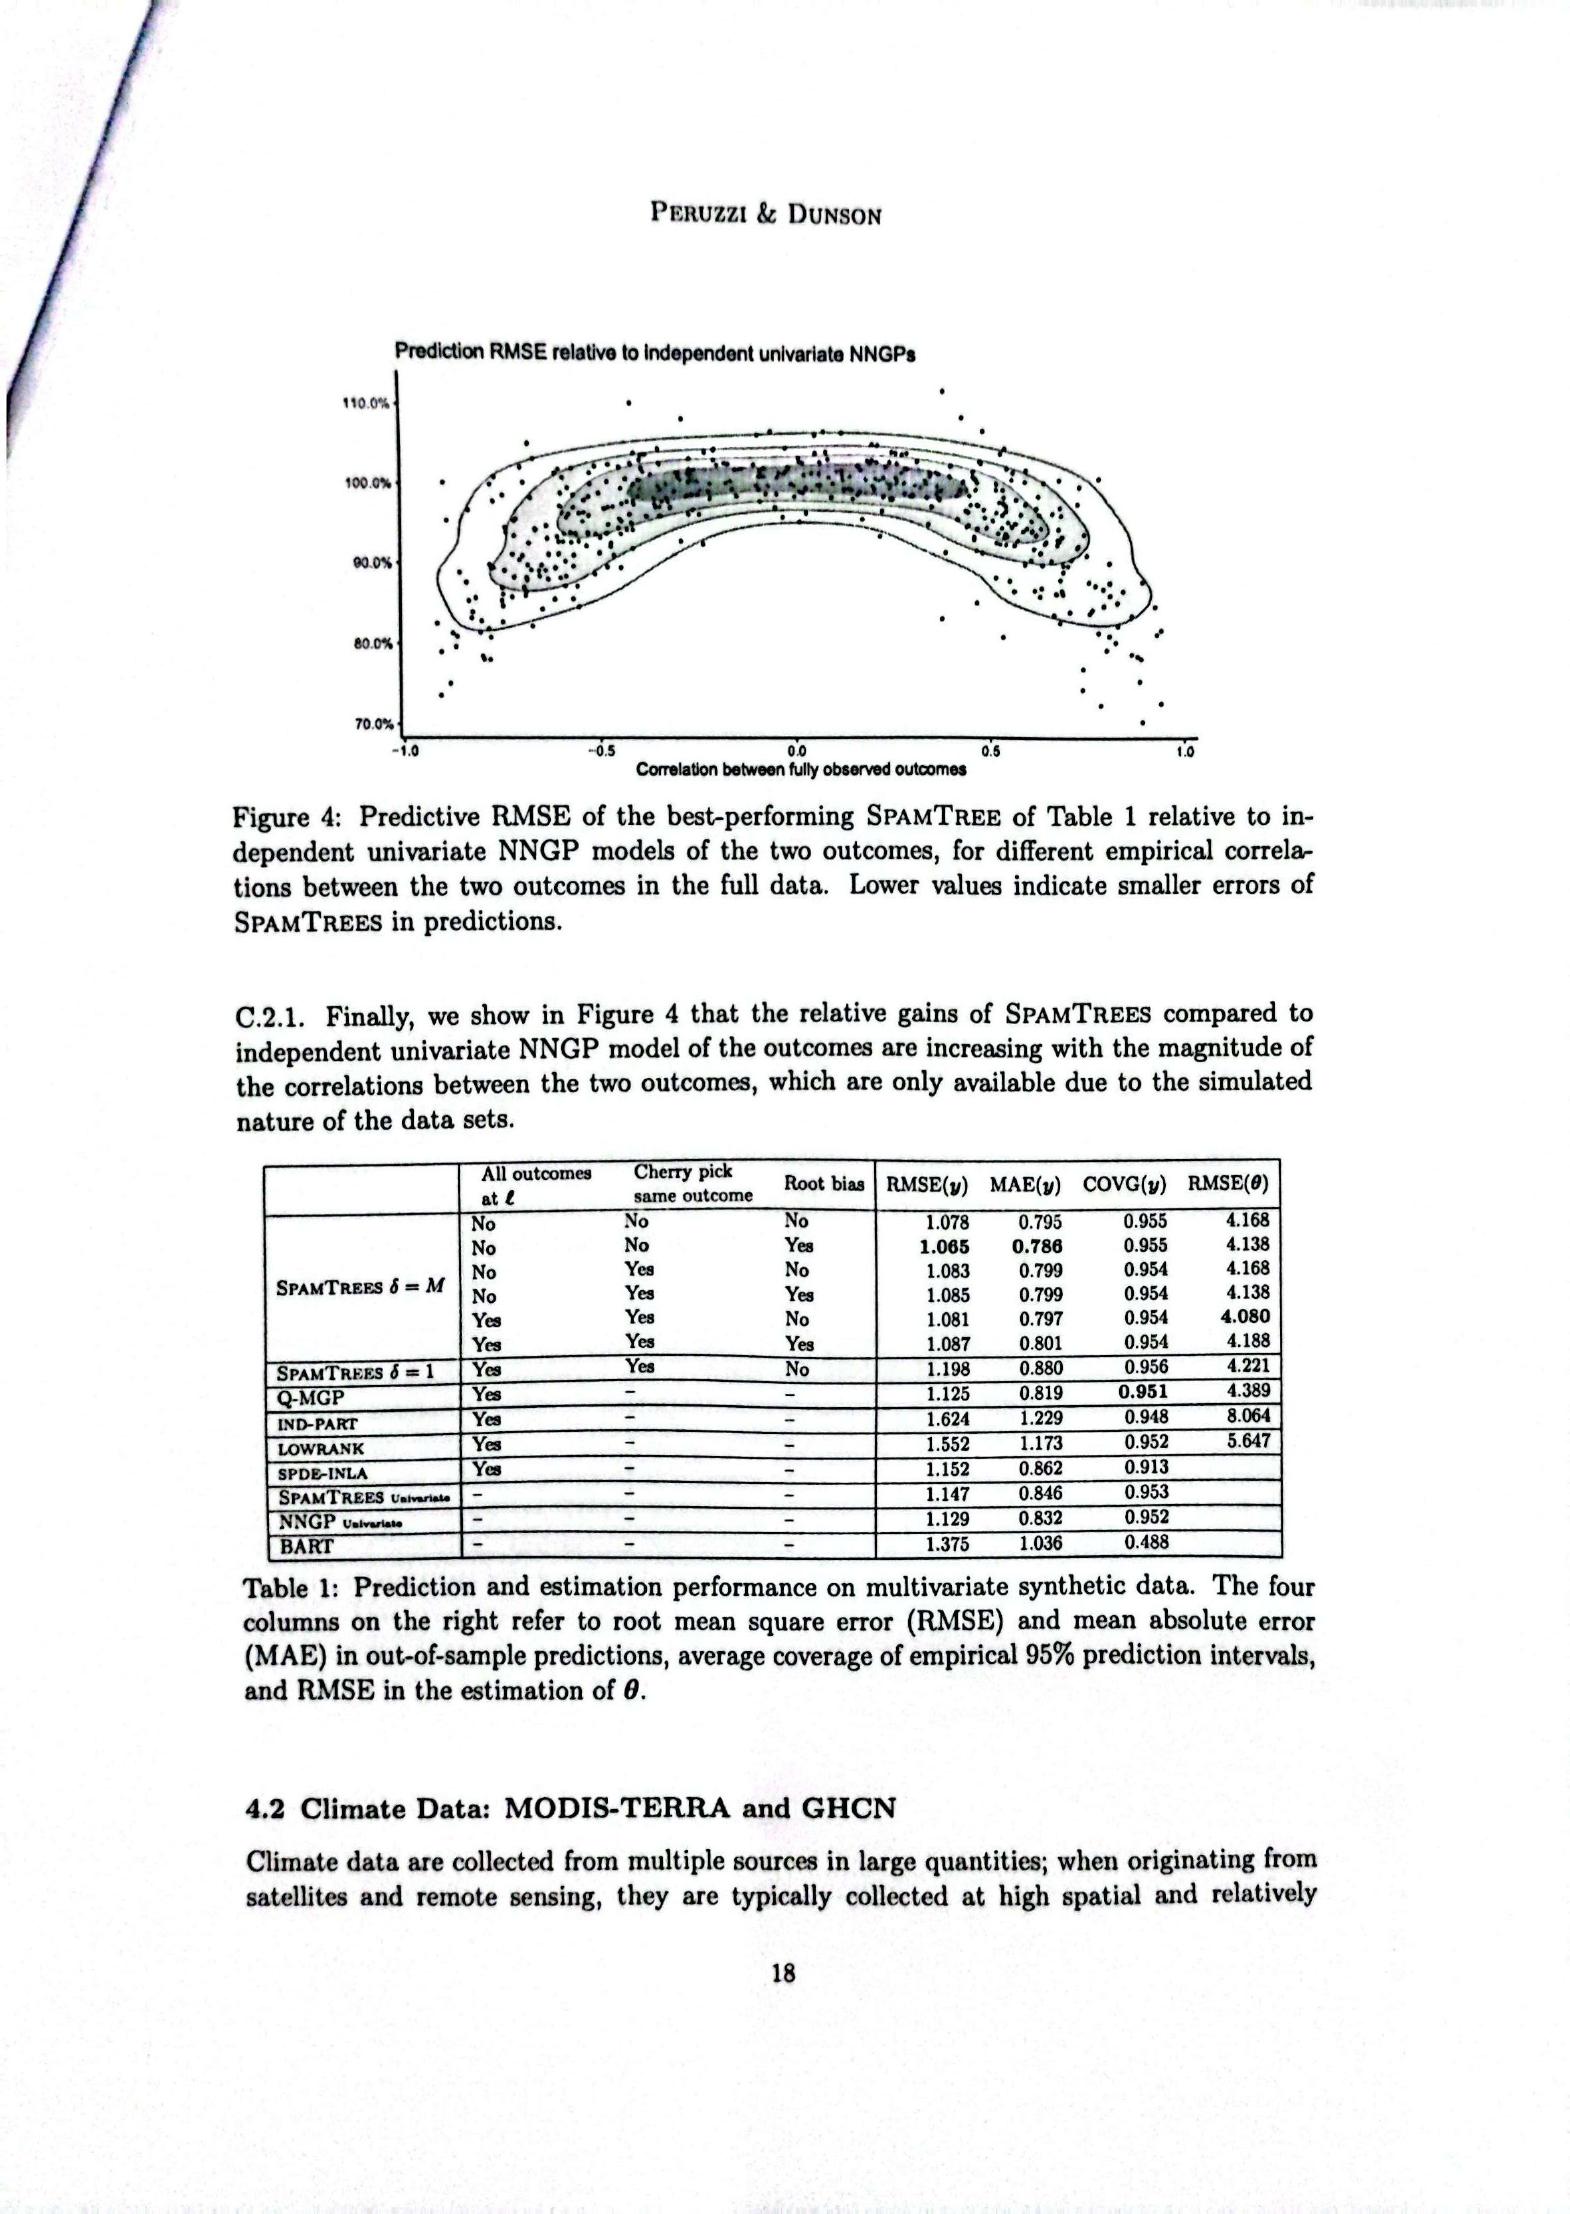 PERUZZI & DUNSON
Prediction RMSE relative to independent univariate NNGPs
110.0%
100.0%
90.0%
80.0%
70.0%
-1.0 -0.5 0.0 0.5 1.0
Correlation between fully observed outcomes
Figure 4: Predictive RMSE of the best-performing SPAMTREE of Table 1 relative to in-
dependent univariate NNGP models of the two outcomes, for different empirical correla-
tions between the two outcomes in the full data. Lower values indicate smaller errors of
SPAMTREES in predictions.
C.2.1. Finally, we show in Figure 4 that the relative gains of SPAMTREES compared to
independent univariate NNGP model of the outcomes are increasing with the magnitude of
the correlations between the two outcomes, which are only available due to the simulated
nature of the data sets.
All outcomes at ℓ Cherry pick same outcome Root bias RMSE(y) MAE(y) COVG(y) RMSE(θ)
No No No 1.078 0.795 0.955 4.168
No No Yes 1.065 0.786 0.955 4.138
No Yes No 1.083 0.799 0.954 4.168
SPAMTREES δ = M No Yes Yes 1.085 0.799 0.954 4.138
Yes Yes No 1.081 0.797 0.954 4.080
Yes Yes Yes 1.087 0.801 0.954 4.188
SPAMTREES δ = 1 Yes Yes No 1.198 0.880 0.956 4.221
Q-MGP Yes – – 1.125 0.819 0.951 4.389
IND-PART Yes – – 1.624 1.229 0.948 8.064
LOWRANK Yes – – 1.552 1.173 0.952 5.647
SPDE-INLA Yes – – 1.152 0.862 0.913
SPAMTREES Univariate – – – 1.147 0.846 0.953
NNGP Univariate – – – 1.129 0.832 0.952
BART – – – 1.375 1.036 0.488
Table 1: Prediction and estimation performance on multivariate synthetic data. The four
columns on the right refer to root mean square error (RMSE) and mean absolute error
(MAE) in out-of-sample predictions, average coverage of empirical 95% prediction intervals,
and RMSE in the estimation of θ.
4.2 Climate Data: MODIS-TERRA and GHCN
Climate data are collected from multiple sources in large quantities; when originating from
satellites and remote sensing, they are typically collected at high spatial and relatively
18